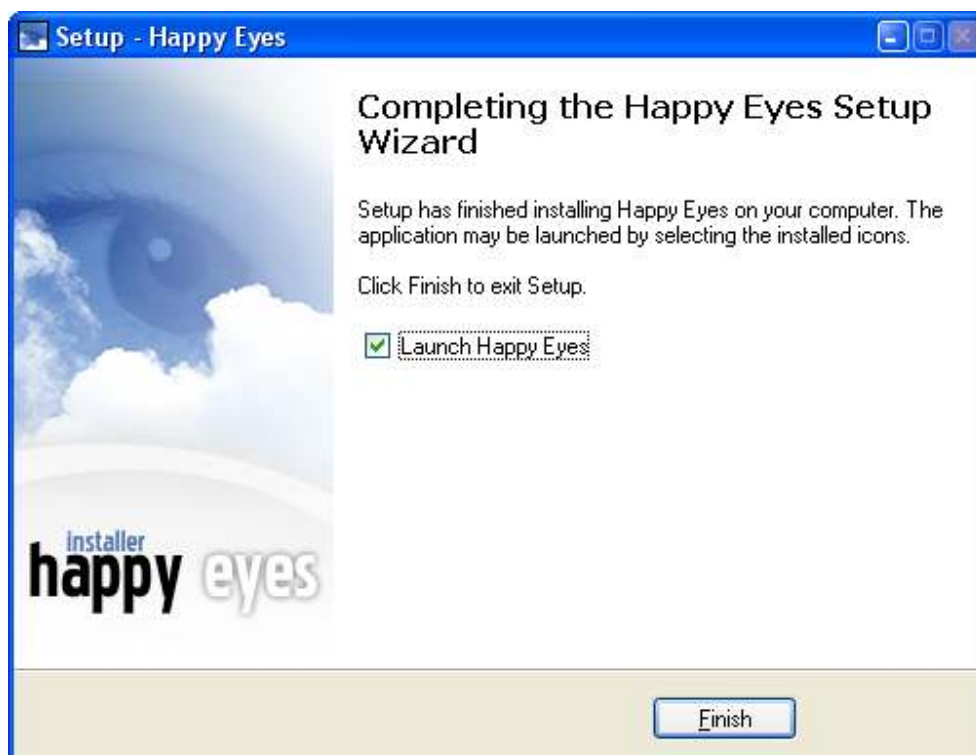 Setup - Happy Eyes
Completing the Happy Eyes Setup
Wizard
Setup has finished installing Happy Eyes on your computer. The
application may be launched by selecting the installed icons.
Click Finish to exit Setup.
Launch Happy Eyes
installer
happy eyes
Finish